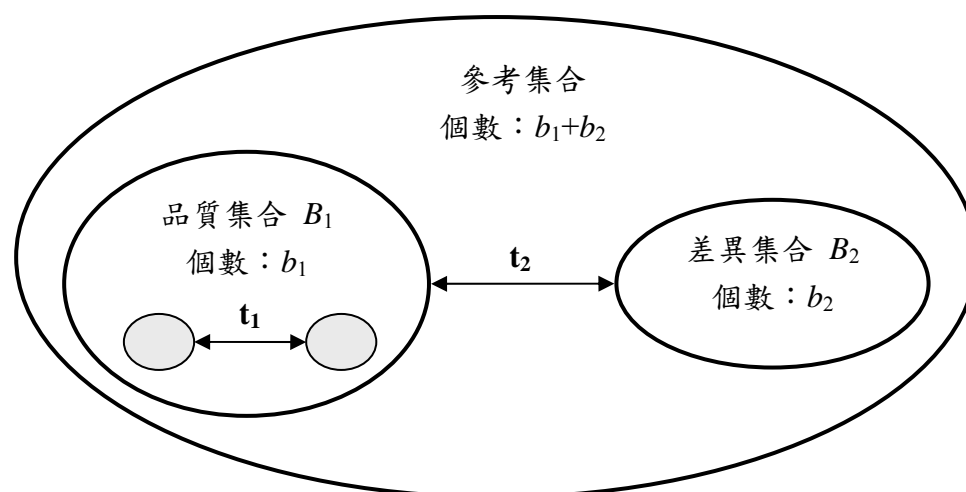 參考集合
個數：b₁+b₂
品質集合 B₁
個數：b₁
t₁
t₂
差異集合 B₂
個數：b₂